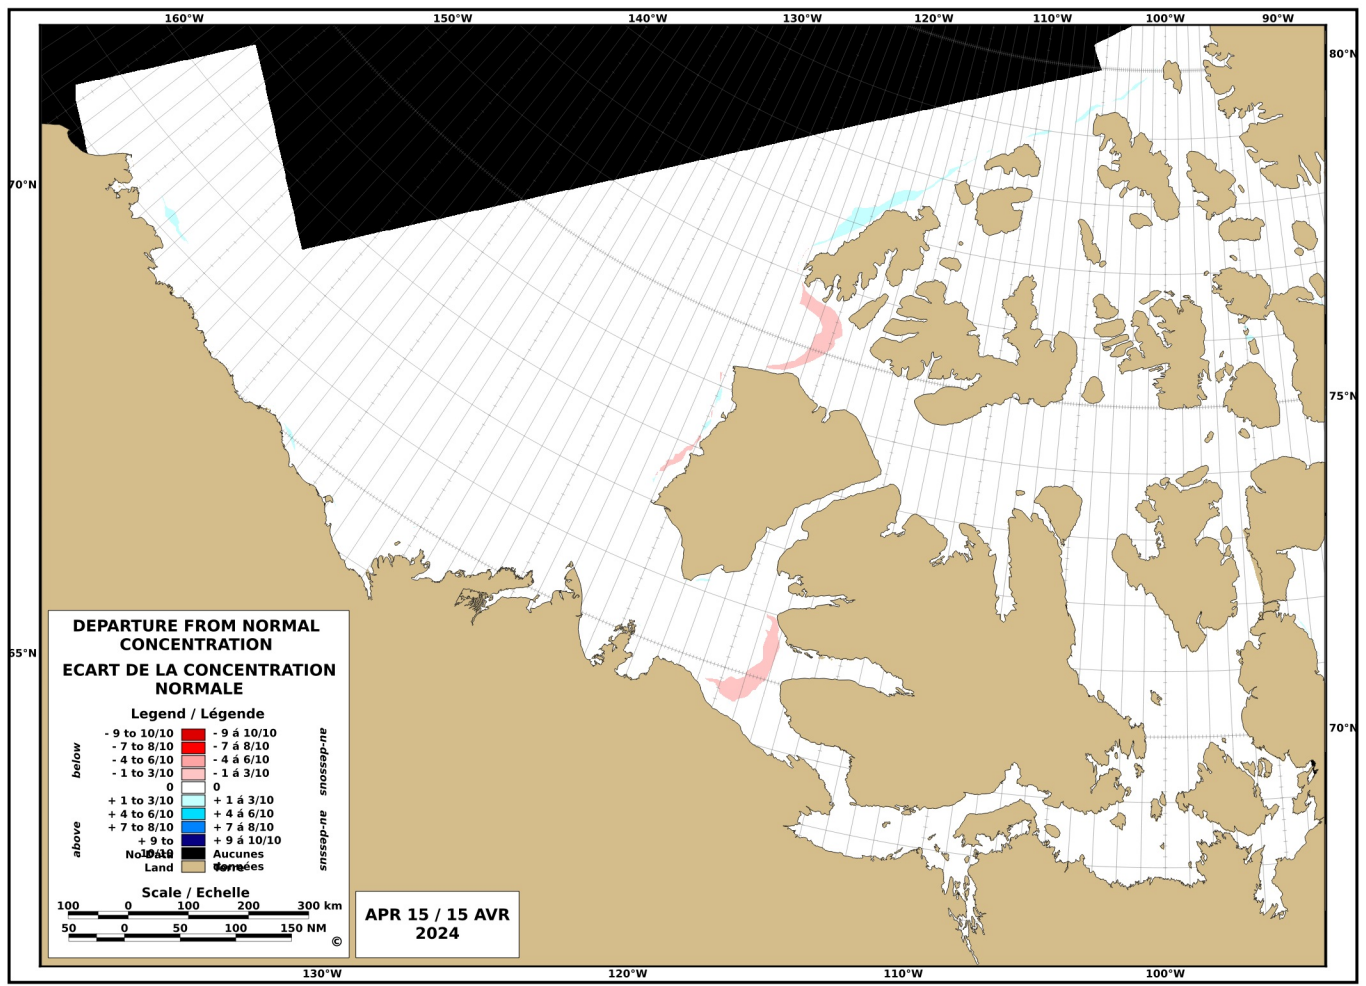 160°W 150°W 140°W 130°W 120°W 110°W 100°W 90°W
80°N
70°N
75°N
65°N
70°N
DEPARTURE FROM NORMAL
CONCENTRATION
ECART DE LA CONCENTRATION
NORMALE
Legend / Légende
below
above
- 9 to 10/10 - 9 á 10/10
- 7 to 8/10 - 7 á 8/10
- 4 to 6/10 - 4 á 6/10
- 1 to 3/10 - 1 á 3/10
0 0
+ 1 to 3/10 + 1 á 3/10
+ 4 to 6/10 + 4 á 6/10
+ 7 to 8/10 + 7 á 8/10
+ 9 to + 9 á 10/10
10/10
No Data Aucunes
données
Land Terre
au-dessous
au-dessus
Scale / Echelle
100 0 100 200 300 km
50 0 50 100 150 NM
©
APR 15 / 15 AVR
2024
130°W 120°W 110°W 100°W